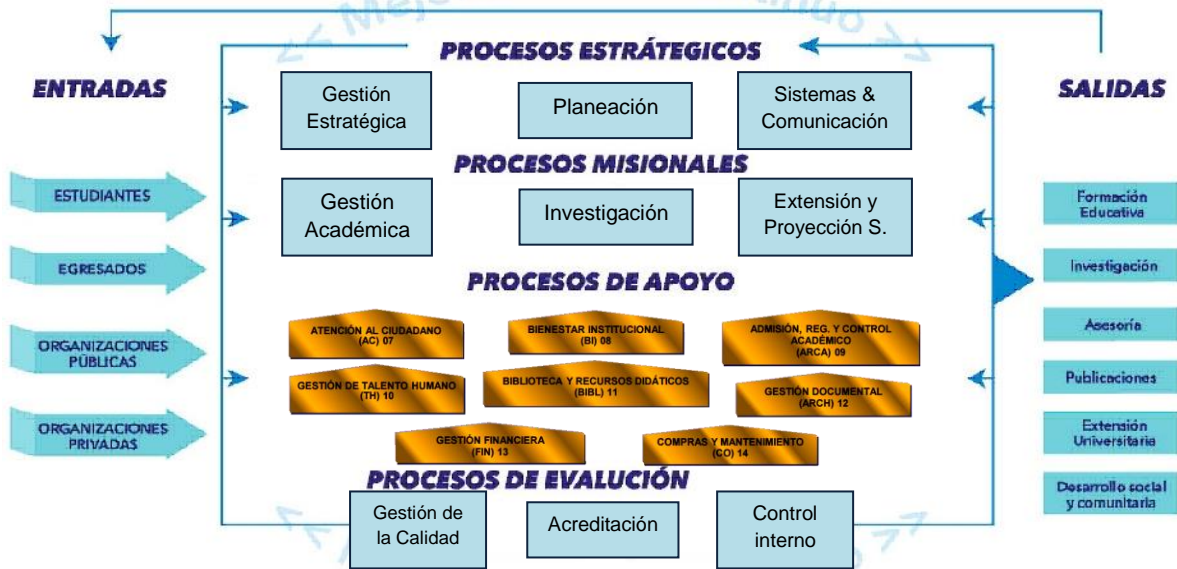 << Mej
nuo >>
PROCESOS ESTRÁTEGICOS
ENTRADAS
SALIDAS
Gestión
Estratégica
Planeación
Sistemas &
Comunicación
PROCESOS MISIONALES
Gestión
Académica
Investigación
Extensión y
Proyección S.
ESTUDIANTES
EGRESADOS
ORGANIZACIONES
PÚBLICAS
ORGANIZACIONES
PRIVADAS
PROCESOS DE APOYO
ATENCIÓN AL CIUDADANO
(AC) 07
BIENESTAR INSTITUCIONAL
(BI) 08
ADMISIÓN, REG. Y CONTROL
ACADÉMICO
(ARCA) 09
GESTIÓN DE TALENTO HUMANO
(TH) 10
BIBLIOTECA Y RECURSOS DIDÁTICOS
(BIBL) 11
GESTIÓN DOCUMENTAL
(ARCH) 12
GESTIÓN FINANCIERA
(FIN) 13
COMPRAS Y MANTENIMIENTO
(CO) 14
PROCESOS DE EVALUCIÓN
Gestión de
la Calidad
Acreditación
Control
interno
Formación
Educativa
Investigación
Asesoría
Publicaciones
Extensión
Universitaria
Desarrollo social
y comunitaria